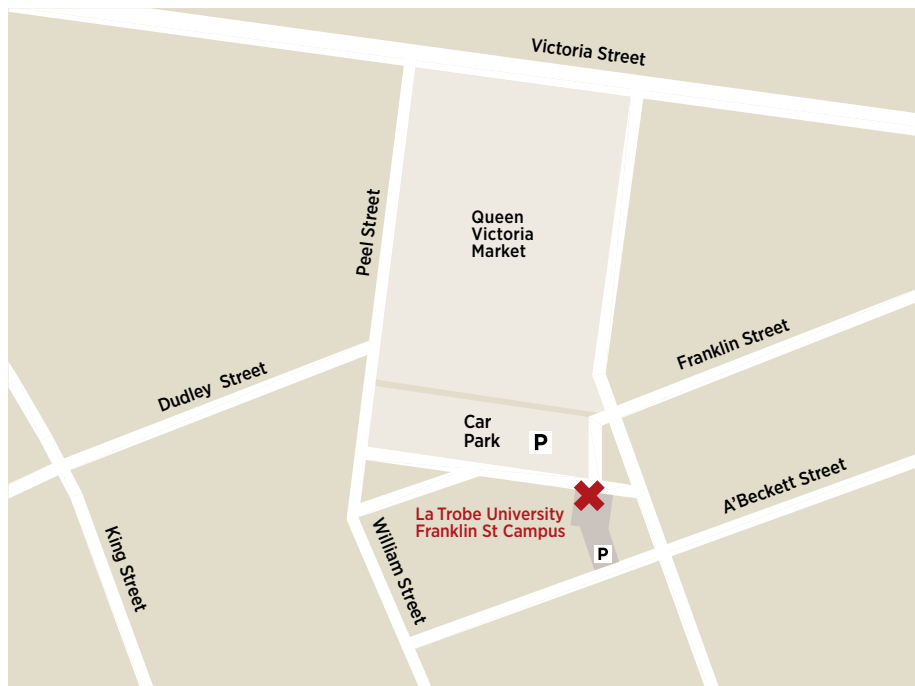 Victoria Street
Peel Street
Queen
Victoria
Market
Franklin Street
Dudley Street
Car
Park
P
A'Beckett Street
La Trobe University
Franklin St Campus
P
King Street
William Street